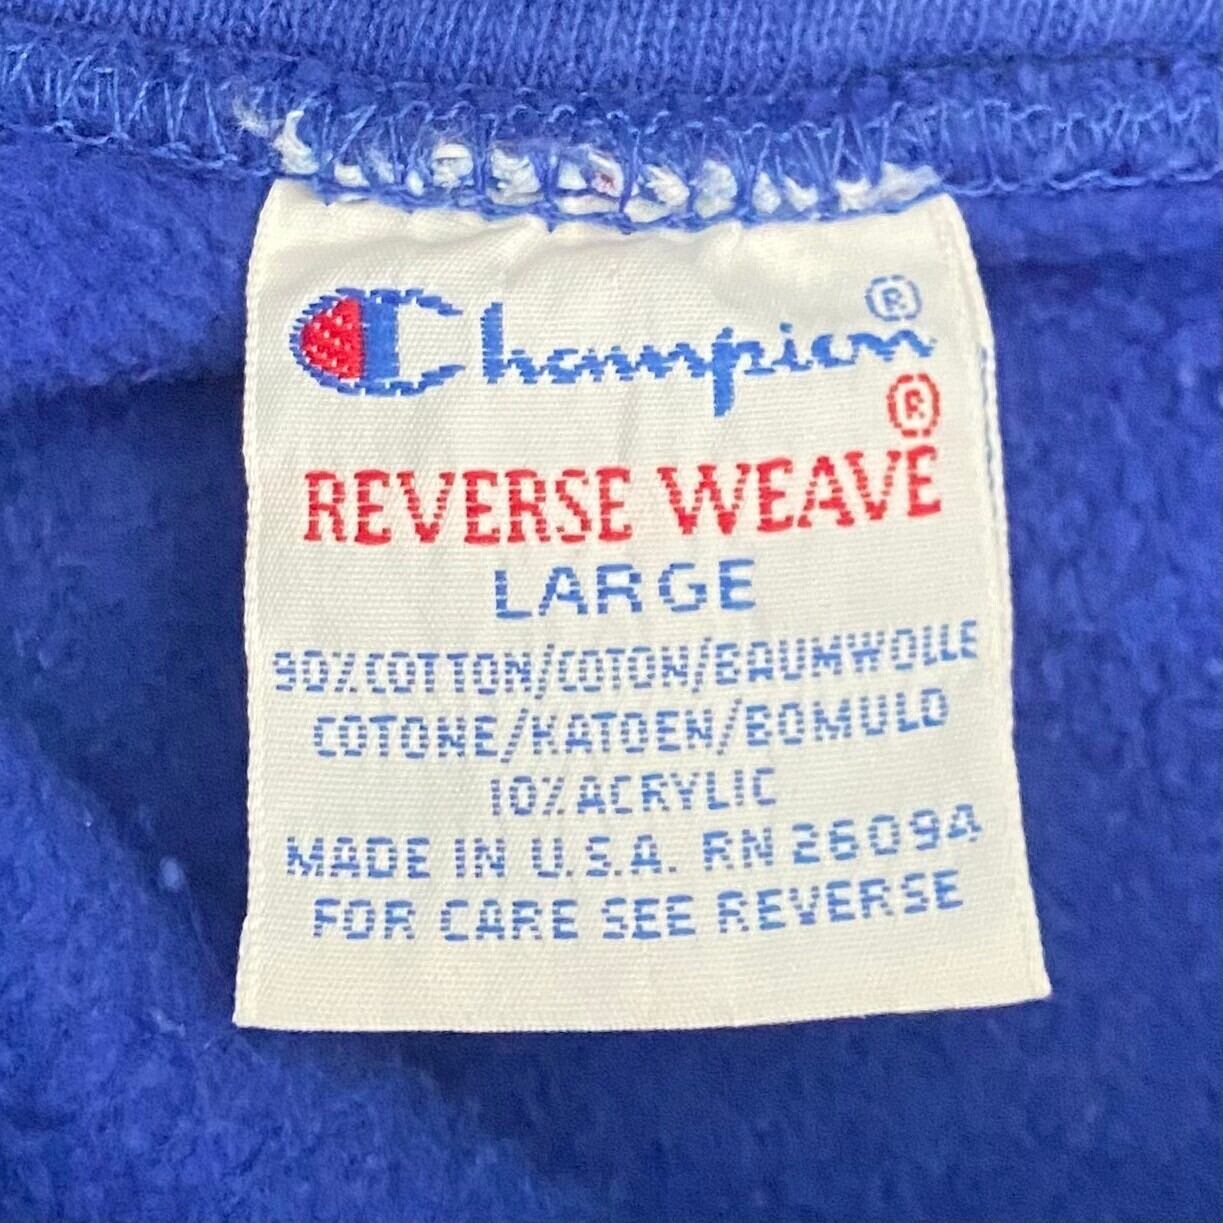 Champion®
REVERSE WEAVE®
LARGE
90% COTTON/COTON/BAUMWOLLE
COTONE/KATOEN/BOMULD
10% ACRYLIC
MADE IN U.S.A. RN 26094
FOR CARE SEE REVERSE